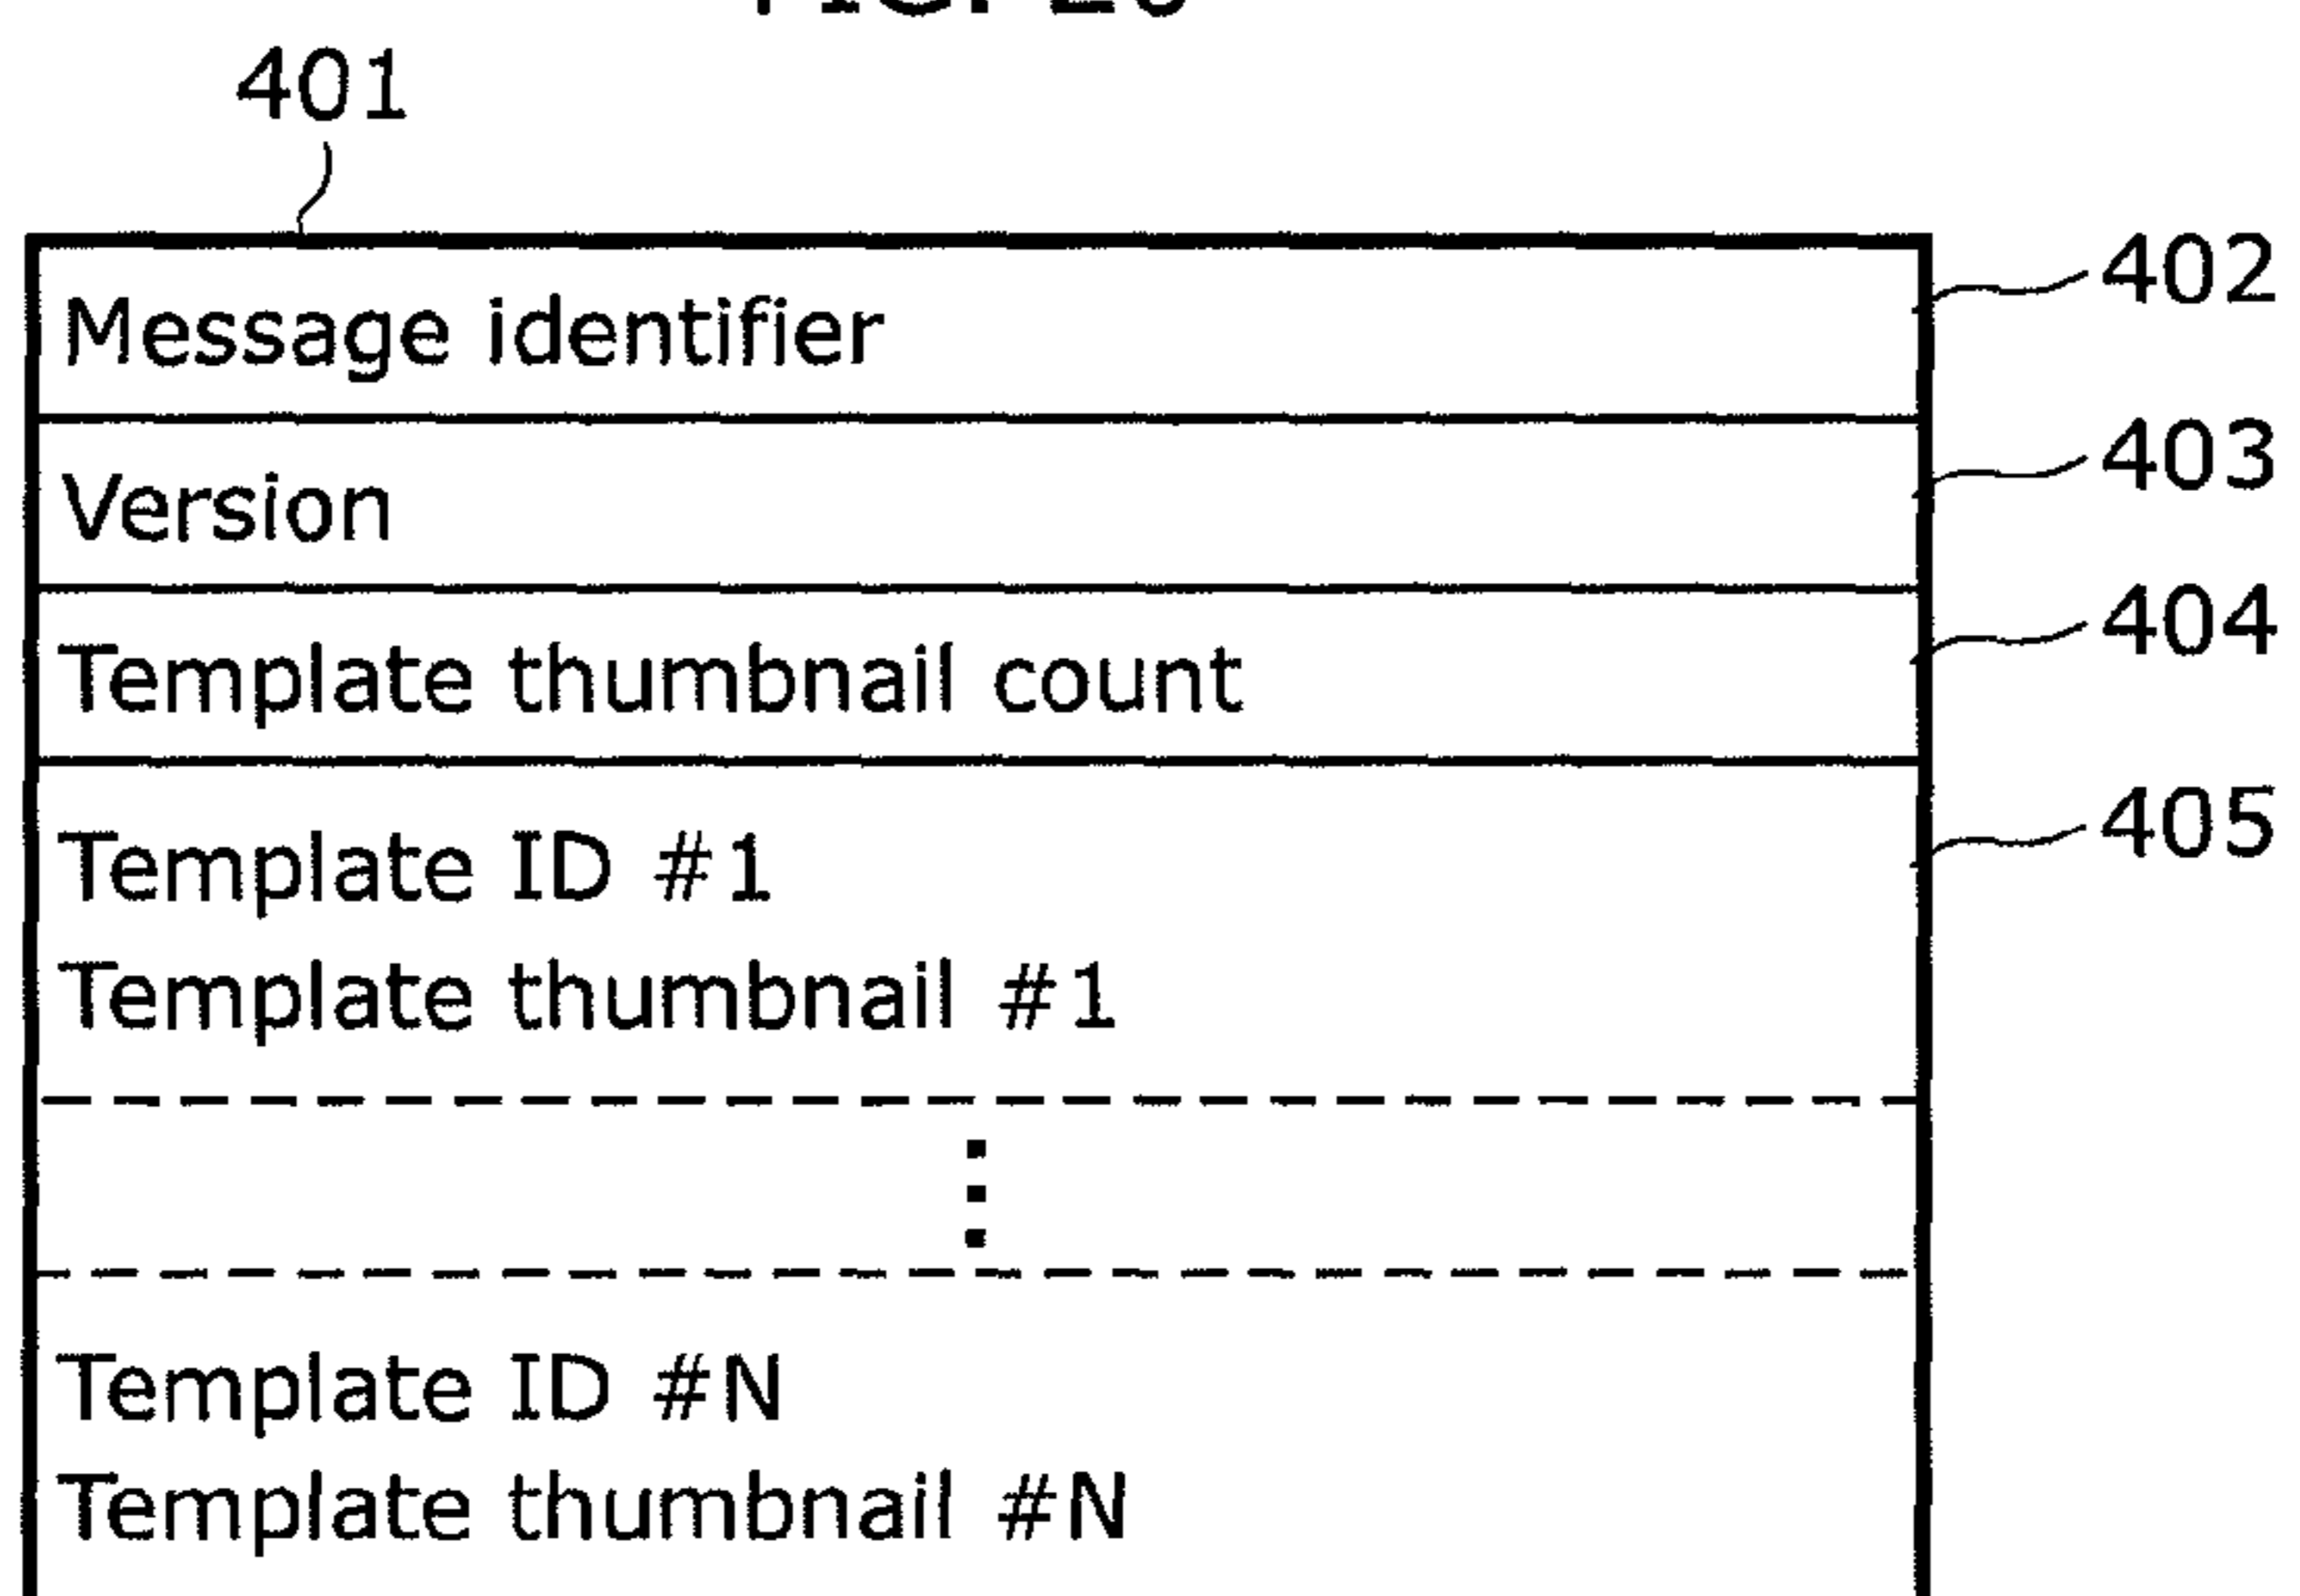 401
Message identifier 402
Version 403
Template thumbnail count 404
Template ID #1 405
Template thumbnail #1
Template ID #N
Template thumbnail #N